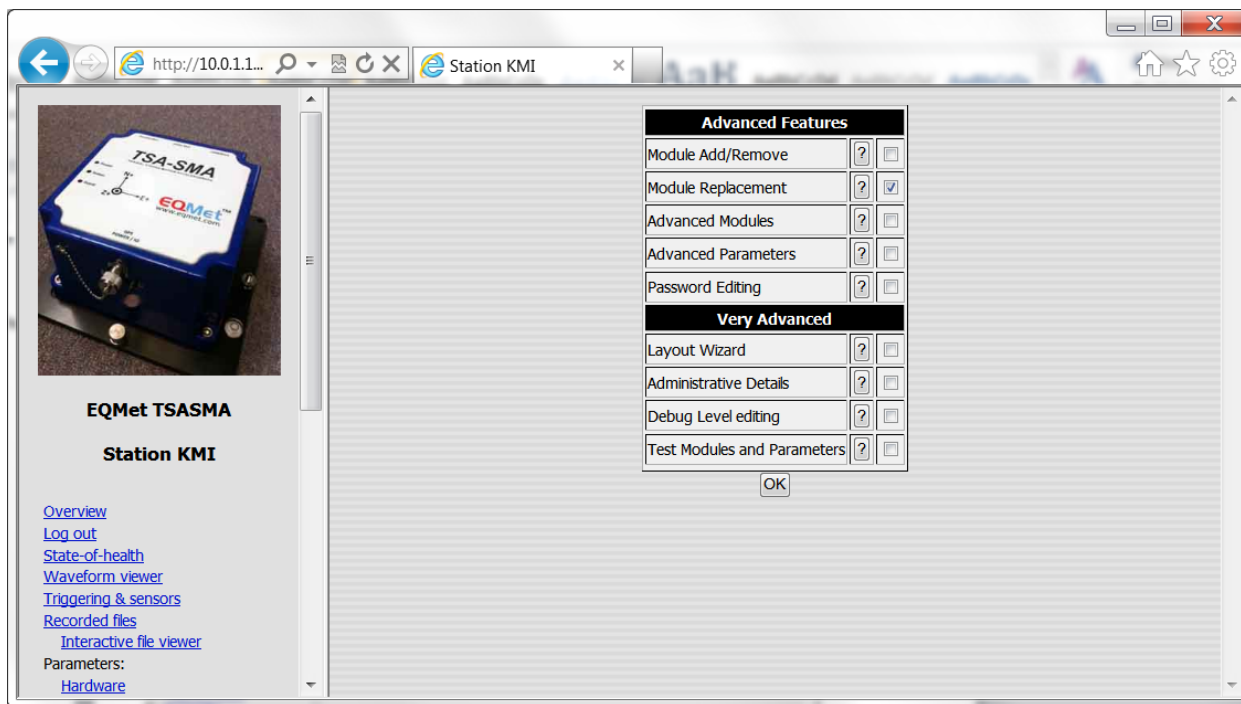 http://10.0.1.1...
Station KMI
TSA-SMA
N+
Z+
E+
EQMet
www.eqmet.com
EQMet TSASMA
Station KMI
Overview
Log out
State-of-health
Waveform viewer
Triggering & sensors
Recorded files
Interactive file viewer
Parameters:
Hardware
Advanced Features
Module Add/Remove ?
Module Replacement ?
Advanced Modules ?
Advanced Parameters ?
Password Editing ?
Very Advanced
Layout Wizard ?
Administrative Details ?
Debug Level editing ?
Test Modules and Parameters ?
OK